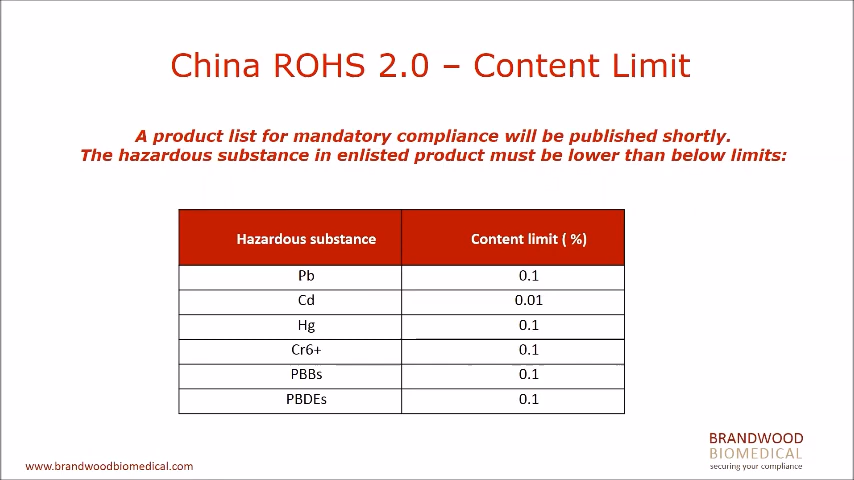 China ROHS 2.0 – Content Limit
A product list for mandatory compliance will be published shortly.
The hazardous substance in enlisted product must be lower than below limits:
Hazardous substance Content limit ( %)
Pb 0.1
Cd 0.01
Hg 0.1
Cr6+ 0.1
PBBs 0.1
PBDEs 0.1
BRANDWOOD
BIOMEDICAL
securing your compliance
www.brandwoodbiomedical.com